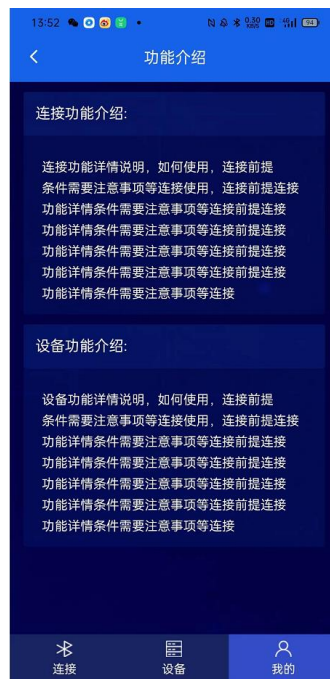 13:52
0.30 KB/S HD 4G 94
功能介绍
连接功能介绍:
连接功能详情说明，如何使用，连接前提
条件需要注意事项等连接使用，连接前提连接
功能详情条件需要注意事项等连接前提连接
功能详情条件需要注意事项等连接前提连接
功能详情条件需要注意事项等连接前提连接
功能详情条件需要注意事项等连接前提连接
功能详情条件需要注意事项等连接
设备功能介绍:
设备功能详情说明，如何使用，连接前提
条件需要注意事项等连接使用，连接前提连接
功能详情条件需要注意事项等连接前提连接
功能详情条件需要注意事项等连接前提连接
功能详情条件需要注意事项等连接前提连接
功能详情条件需要注意事项等连接前提连接
功能详情条件需要注意事项等连接
连接
设备
我的